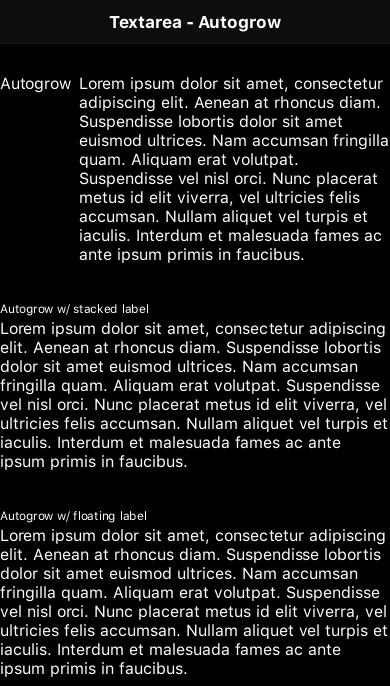 Textarea - Autogrow
Autogrow Lorem ipsum dolor sit amet, consectetur
adipiscing elit. Aenean at rhoncus diam.
Suspendisse lobortis dolor sit amet
euismod ultrices. Nam accumsan fringilla
quam. Aliquam erat volutpat.
Suspendisse vel nisl orci. Nunc placerat
metus id elit viverra, vel ultricies felis
accumsan. Nullam aliquet vel turpis et
iaculis. Interdum et malesuada fames ac
ante ipsum primis in faucibus.
Autogrow w/ stacked label
Lorem ipsum dolor sit amet, consectetur adipiscing
elit. Aenean at rhoncus diam. Suspendisse lobortis
dolor sit amet euismod ultrices. Nam accumsan
fringilla quam. Aliquam erat volutpat. Suspendisse
vel nisl orci. Nunc placerat metus id elit viverra, vel
ultricies felis accumsan. Nullam aliquet vel turpis et
iaculis. Interdum et malesuada fames ac ante
ipsum primis in faucibus.
Autogrow w/ floating label
Lorem ipsum dolor sit amet, consectetur adipiscing
elit. Aenean at rhoncus diam. Suspendisse lobortis
dolor sit amet euismod ultrices. Nam accumsan
fringilla quam. Aliquam erat volutpat. Suspendisse
vel nisl orci. Nunc placerat metus id elit viverra, vel
ultricies felis accumsan. Nullam aliquet vel turpis et
iaculis. Interdum et malesuada fames ac ante
ipsum primis in faucibus.